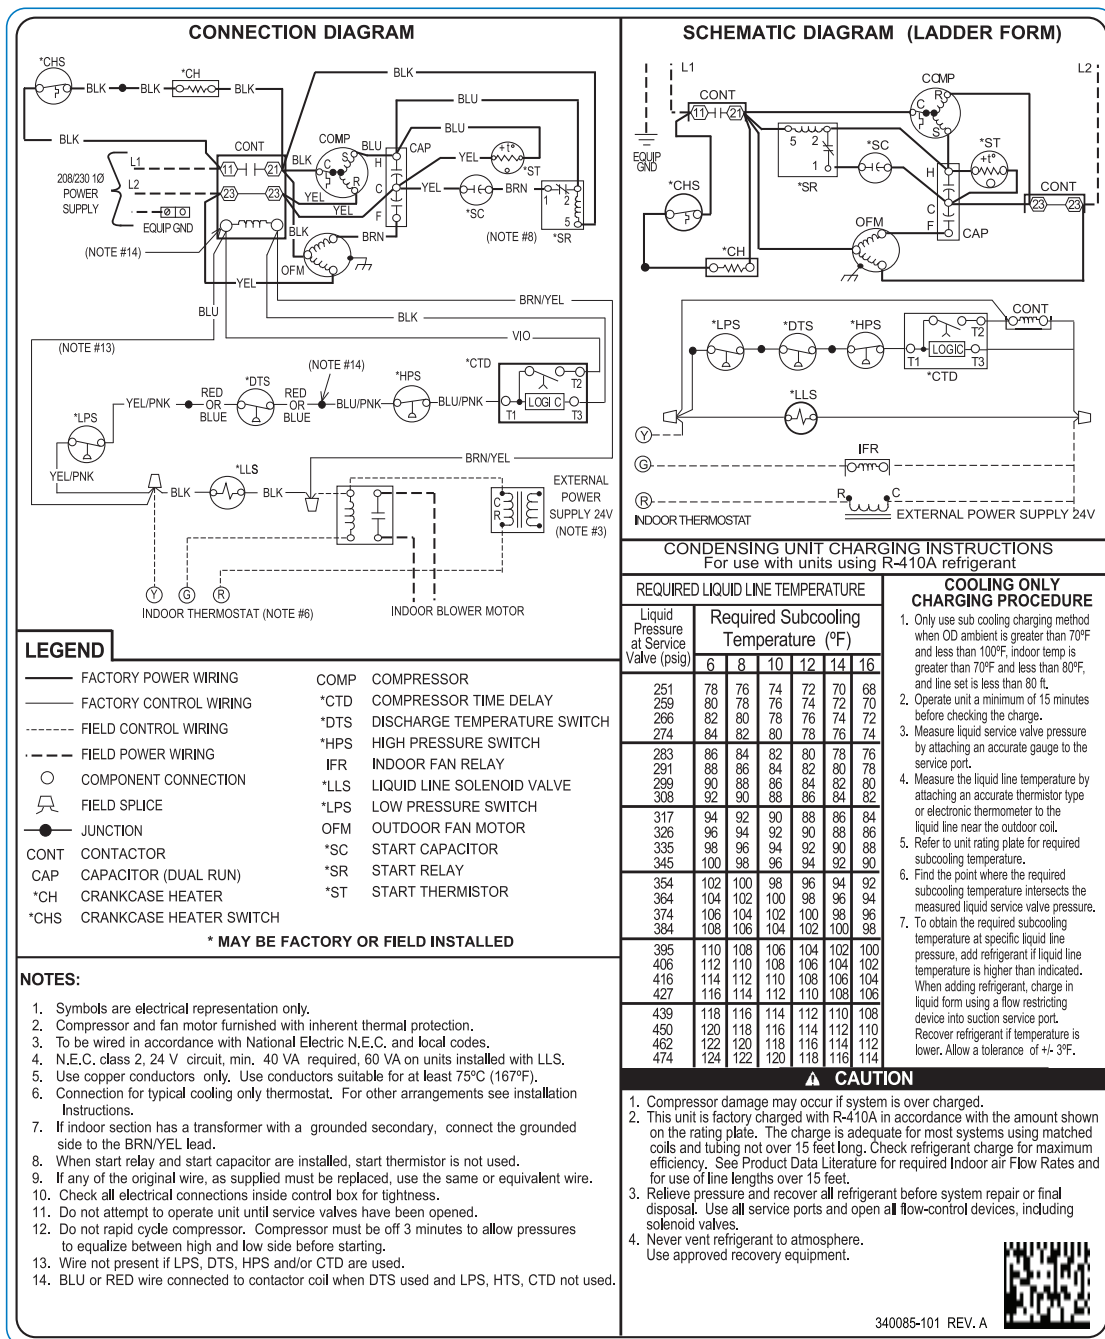 CONNECTION DIAGRAM
*CHS
*CH
BLK
BLK
BLK
BLK
BLK
BLU
BLU
CONT
COMP
BLU
CAP
L1
11
21
BLK
S
C
R
H
YEL
+t°
*ST
208/230 1Ø
POWER
SUPPLY
L2
23
23
YEL
C
YEL
BRN
YEL
*SC
1
2
5
F
EQUIP GND
BLK
BRN
(NOTE #8)
*SR
(NOTE #14)
OFM
YEL
BRN/YEL
BLU
BLK
VIO
(NOTE #13)
(NOTE #14)
*CTD
*DTS
*HPS
T2
YEL/PNK
RED
OR
BLUE
RED
OR
BLUE
BLU/PNK
BLU/PNK
LOGIC
T1
T3
*LPS
YEL/PNK
*LLS
BRN/YEL
BLK
BLK
C
R
EXTERNAL
POWER
SUPPLY 24V
(NOTE #3)
Y
G
R
INDOOR THERMOSTAT (NOTE #6)
INDOOR BLOWER MOTOR
SCHEMATIC DIAGRAM (LADDER FORM)
L1
L2
COMP
CONT
11
21
R
C
S
5
2
1
*SC
*ST
+t°
EQUIP
GND
*SR
H
*CHS
CONT
C
23
23
OFM
F
CAP
*CH
CONT
*LPS
*DTS
*HPS
T2
LOGIC
T1
T3
*CTD
*LLS
Y
IFR
G
R
C
R
INDOOR THERMOSTAT
EXTERNAL POWER SUPPLY 24V
LEGEND
FACTORY POWER WIRING
FACTORY CONTROL WIRING
FIELD CONTROL WIRING
FIELD POWER WIRING
COMPONENT CONNECTION
FIELD SPLICE
JUNCTION
CONT CONTACTOR
CAP CAPACITOR (DUAL RUN)
*CH CRANKCASE HEATER
*CHS CRANKCASE HEATER SWITCH
COMP COMPRESSOR
*CTD COMPRESSOR TIME DELAY
*DTS DISCHARGE TEMPERATURE SWITCH
*HPS HIGH PRESSURE SWITCH
IFR INDOOR FAN RELAY
*LLS LIQUID LINE SOLENOID VALVE
*LPS LOW PRESSURE SWITCH
OFM OUTDOOR FAN MOTOR
*SC START CAPACITOR
*SR START RELAY
*ST START THERMISTOR
* MAY BE FACTORY OR FIELD INSTALLED
NOTES:
1. Symbols are electrical representation only.
2. Compressor and fan motor furnished with inherent thermal protection.
3. To be wired in accordance with National Electric N.E.C. and local codes.
4. N.E.C. class 2, 24 V circuit, min. 40 VA required, 60 VA on units installed with LLS.
5. Use copper conductors only. Use conductors suitable for at least 75ºC (167ºF).
6. Connection for typical cooling only thermostat. For other arrangements see installation
Instructions.
7. If indoor section has a transformer with a grounded secondary, connect the grounded
side to the BRN/YEL lead.
8. When start relay and start capacitor are installed, start thermistor is not used.
9. If any of the original wire, as supplied must be replaced, use the same or equivalent wire.
10. Check all electrical connections inside control box for tightness.
11. Do not attempt to operate unit until service valves have been opened.
12. Do not rapid cycle compressor. Compressor must be off 3 minutes to allow pressures
to equalize between high and low side before starting.
13. Wire not present if LPS, DTS, HPS and/or CTD are used.
14. BLU or RED wire connected to contactor coil when DTS used and LPS, HTS, CTD not used.
CONDENSING UNIT CHARGING INSTRUCTIONS
For use with units using R-410A refrigerant
REQUIRED LIQUID LINE TEMPERATURE
Liquid
Pressure
at Service
Valve (psig)
Required Subcooling
Temperature (ºF)
6 8 10 12 14 16
251 78 76 74 72 70 68
259 80 78 76 74 72 70
266 82 80 78 76 74 72
274 84 82 80 78 76 74
283 86 84 82 80 78 76
291 88 86 84 82 80 78
299 90 88 86 84 82 80
308 92 90 88 86 84 82
317 94 92 90 88 86 84
326 96 94 92 90 88 86
335 98 96 94 92 90 88
345 100 98 96 94 92 90
354 102 100 98 96 94 92
364 104 102 100 98 96 94
374 106 104 102 100 98 96
384 108 106 104 102 100 98
395 110 108 106 104 102 100
406 112 110 108 106 104 102
416 114 112 110 108 106 104
427 116 114 112 110 108 106
439 118 116 114 112 110 108
450 120 118 116 114 112 110
462 122 120 118 116 114 112
474 124 122 120 118 116 114
COOLING ONLY
CHARGING PROCEDURE
1. Only use sub cooling charging method
when OD ambient is greater than 70ºF
and less than 100ºF, indoor temp is
greater than 70ºF and less than 80ºF,
and line set is less than 80 ft.
2. Operate unit a minimum of 15 minutes
before checking the charge.
3. Measure liquid service valve pressure
by attaching an accurate gauge to the
service port.
4. Measure the liquid line temperature by
attaching an accurate thermistor type
or electronic thermometer to the
liquid line near the outdoor coil.
5. Refer to unit rating plate for required
subcooling temperature.
6. Find the point where the required
subcooling temperature intersects the
measured liquid service valve pressure.
7. To obtain the required subcooling
temperature at specific liquid line
pressure, add refrigerant if liquid line
temperature is higher than indicated.
When adding refrigerant, charge in
liquid form using a flow restricting
device into suction service port.
Recover refrigerant if temperature is
lower. Allow a tolerance of +/- 3ºF.
CAUTION
1. Compressor damage may occur if system is over charged.
2. This unit is factory charged with R-410A in accordance with the amount shown
on the rating plate. The charge is adequate for most systems using matched
coils and tubing not over 15 feet long. Check refrigerant charge for maximum
efficiency. See Product Data Literature for required Indoor air Flow Rates and
for use of line lengths over 15 feet.
3. Relieve pressure and recover all refrigerant before system repair or final
disposal. Use all service ports and open all flow-control devices, including
solenoid valves.
4. Never vent refrigerant to atmosphere.
Use approved recovery equipment.
340085-101 REV. A